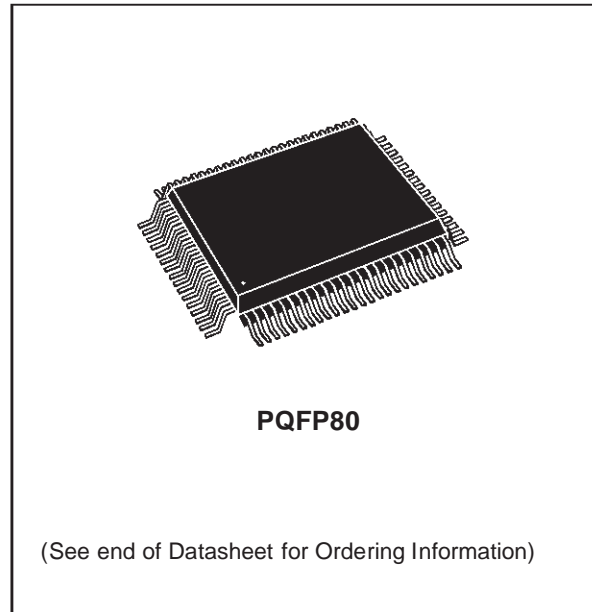 PQFP80
(See end of Datasheet for Ordering Information)